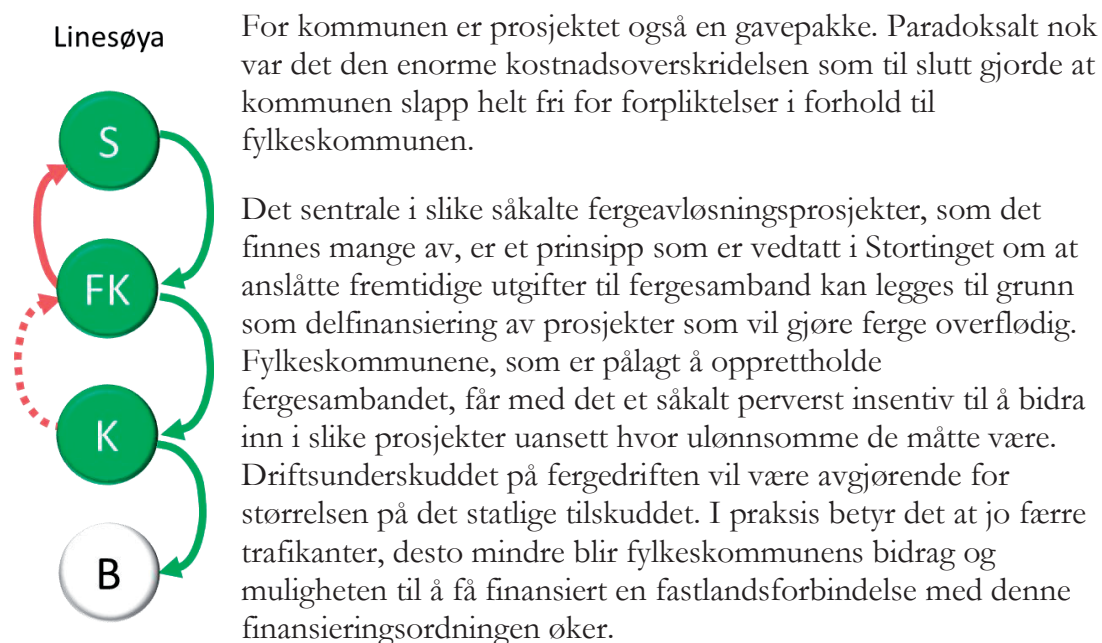 Linesøya
S
FK
K
B
For kommunen er prosjektet også en gavepakke. Paradoksalt nok
var det den enorme kostnadsoverskridelsen som til slutt gjorde at
kommunen slapp helt fri for forpliktelser i forhold til
fylkeskommunen.
Det sentrale i slike såkalte fergeavløsningsprosjekter, som det
finnes mange av, er et prinsipp som er vedtatt i Stortinget om at
anslåtte fremtidige utgifter til fergesamband kan legges til grunn
som delfinansiering av prosjekter som vil gjøre ferge overflødig.
Fylkeskommunene, som er pålagt å opprettholde
fergesambandet, får med det et såkalt perverst insentiv til å bidra
inn i slike prosjekter uansett hvor ulønnsomme de måtte være.
Driftsunderskuddet på fergedriften vil være avgjørende for
størrelsen på det statlige tilskuddet. I praksis betyr det at jo færre
trafikanter, desto mindre blir fylkeskommunens bidrag og
muligheten til å få finansiert en fastlandsforbindelse med denne
finansieringsordningen øker.